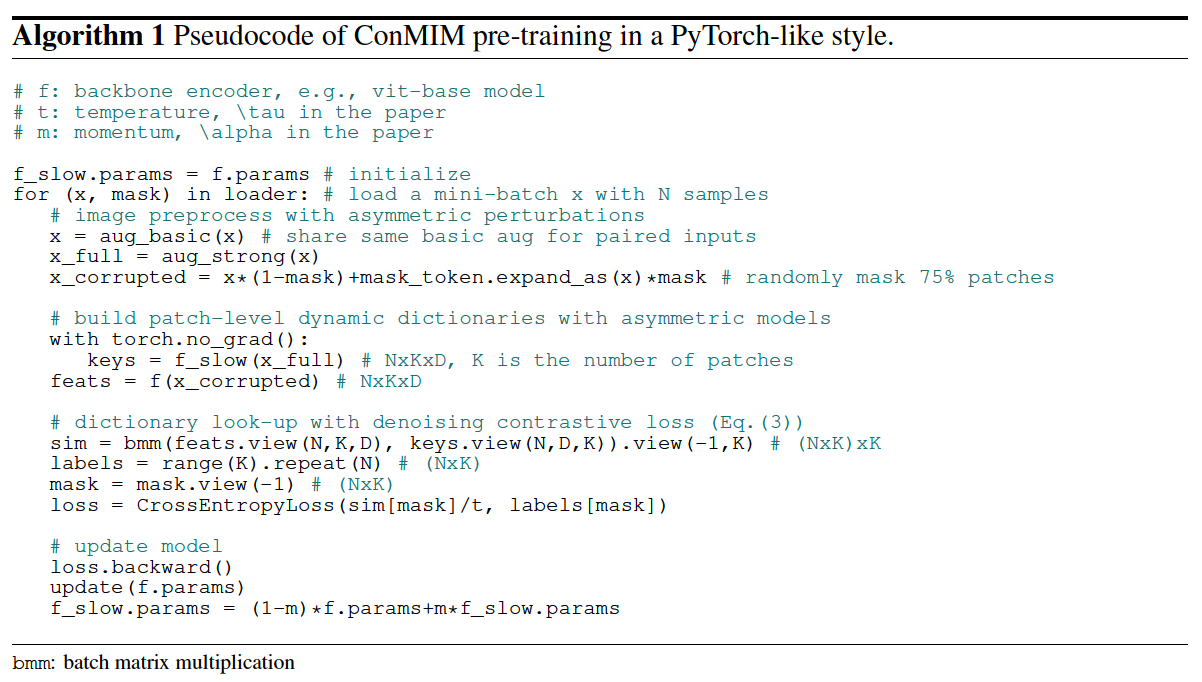 Algorithm 1 Pseudocode of ConMIM pre-training in a PyTorch-like style.
# f: backbone encoder, e.g., vit-base model
# t: temperature, \tau in the paper
# m: momentum, \alpha in the paper
f_slow.params = f.params # initialize
for (x, mask) in loader: # load a mini-batch x with N samples
# image preprocess with asymmetric perturbations
x = aug_basic(x) # share same basic aug for paired inputs
x_full = aug_strong(x)
x_corrupted = x*(1-mask)+mask_token.expand_as(x)*mask # randomly mask 75% patches
# build patch-level dynamic dictionaries with asymmetric models
with torch.no_grad():
keys = f_slow(x_full) # NxKxD, K is the number of patches
feats = f(x_corrupted) # NxKxD
# dictionary look-up with denoising contrastive loss (Eq.(3))
sim = bmm(feats.view(N,K,D), keys.view(N,D,K)).view(-1,K) # (NxK)xK
labels = range(K).repeat(N) # (NxK)
mask = mask.view(-1) # (NxK)
loss = CrossEntropyLoss(sim[mask]/t, labels[mask])
# update model
loss.backward()
update(f.params)
f_slow.params = (1-m)*f.params+m*f_slow.params
bmm: batch matrix multiplication